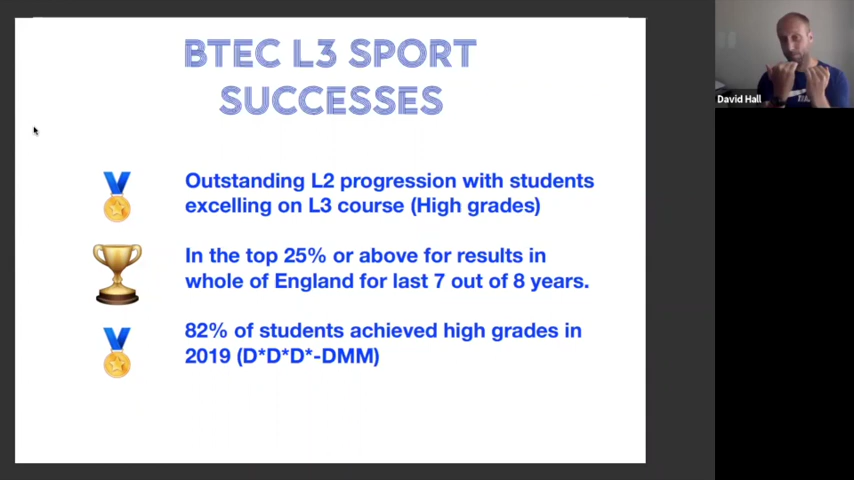 BTEC L3 SPORT
SUCCESSES
David Hall
Outstanding L2 progression with students
excelling on L3 course (High grades)
In the top 25% or above for results in
whole of England for last 7 out of 8 years.
82% of students achieved high grades in
2019 (D*D*D*-DMM)